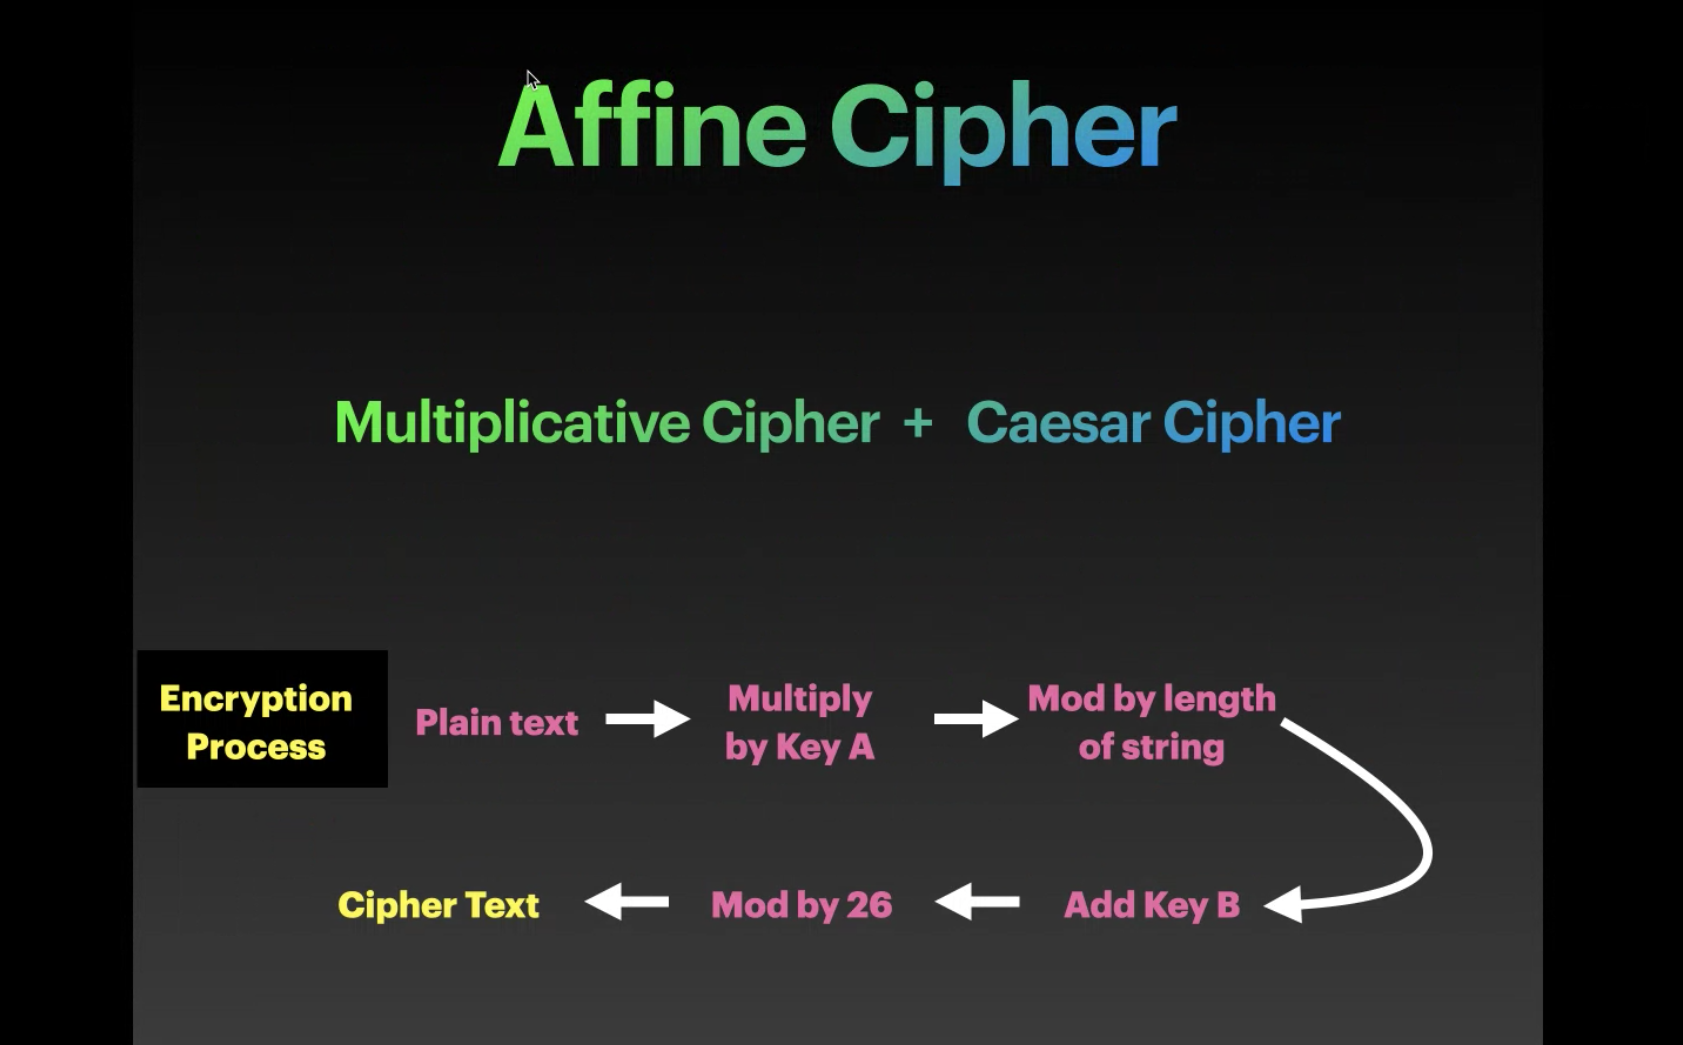 Affine Cipher
Multiplicative Cipher + Caesar Cipher
Encryption
Process
Plain text
Multiply
by Key A
Mod by length
of string
Add Key B
Mod by 26
Cipher Text